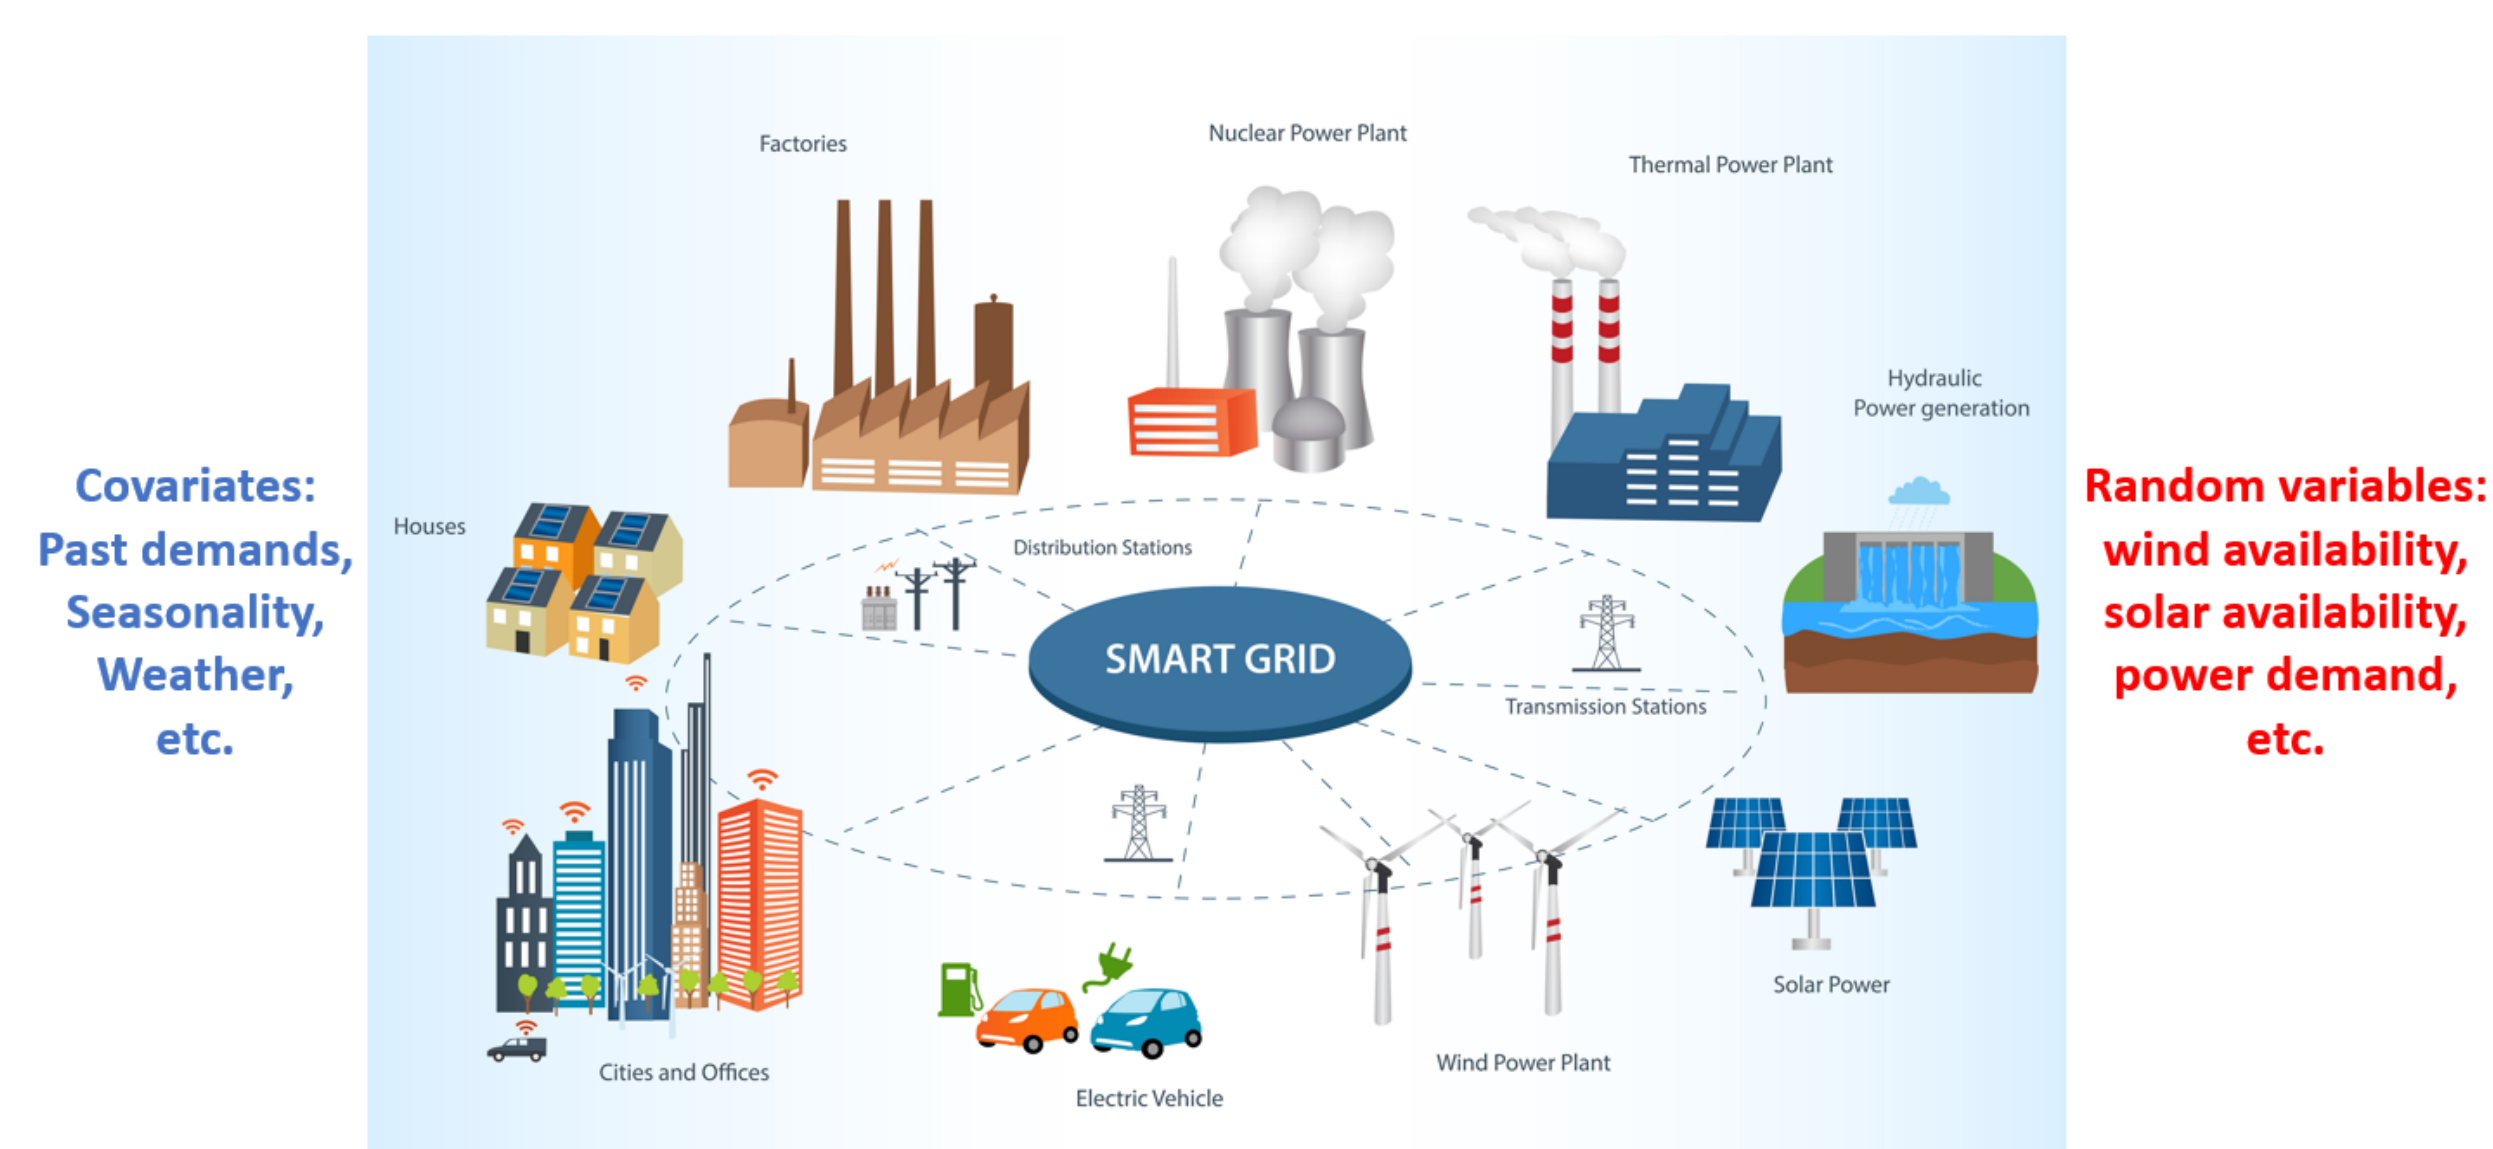 Factories
Nuclear Power Plant
Thermal Power Plant
Hydraulic
Power generation
Covariates:
Past demands,
Seasonality,
Weather,
etc.
Houses
Distribution Stations
SMART GRID
Transmission Stations
Random variables:
wind availability,
solar availability,
power demand,
etc.
Solar Power
Wind Power Plant
Cities and Offices
Electric Vehicle